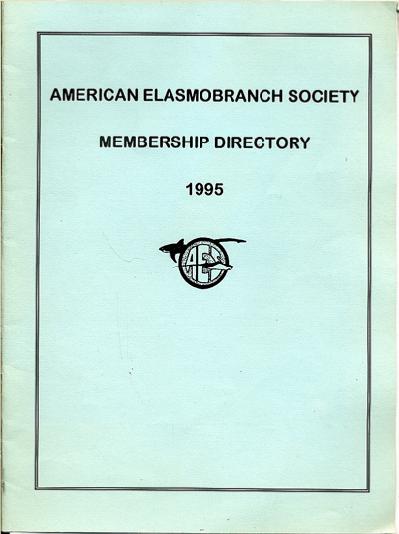 AMERICAN ELASMOBRANCH SOCIETY
MEMBERSHIP DIRECTORY
1995
AES